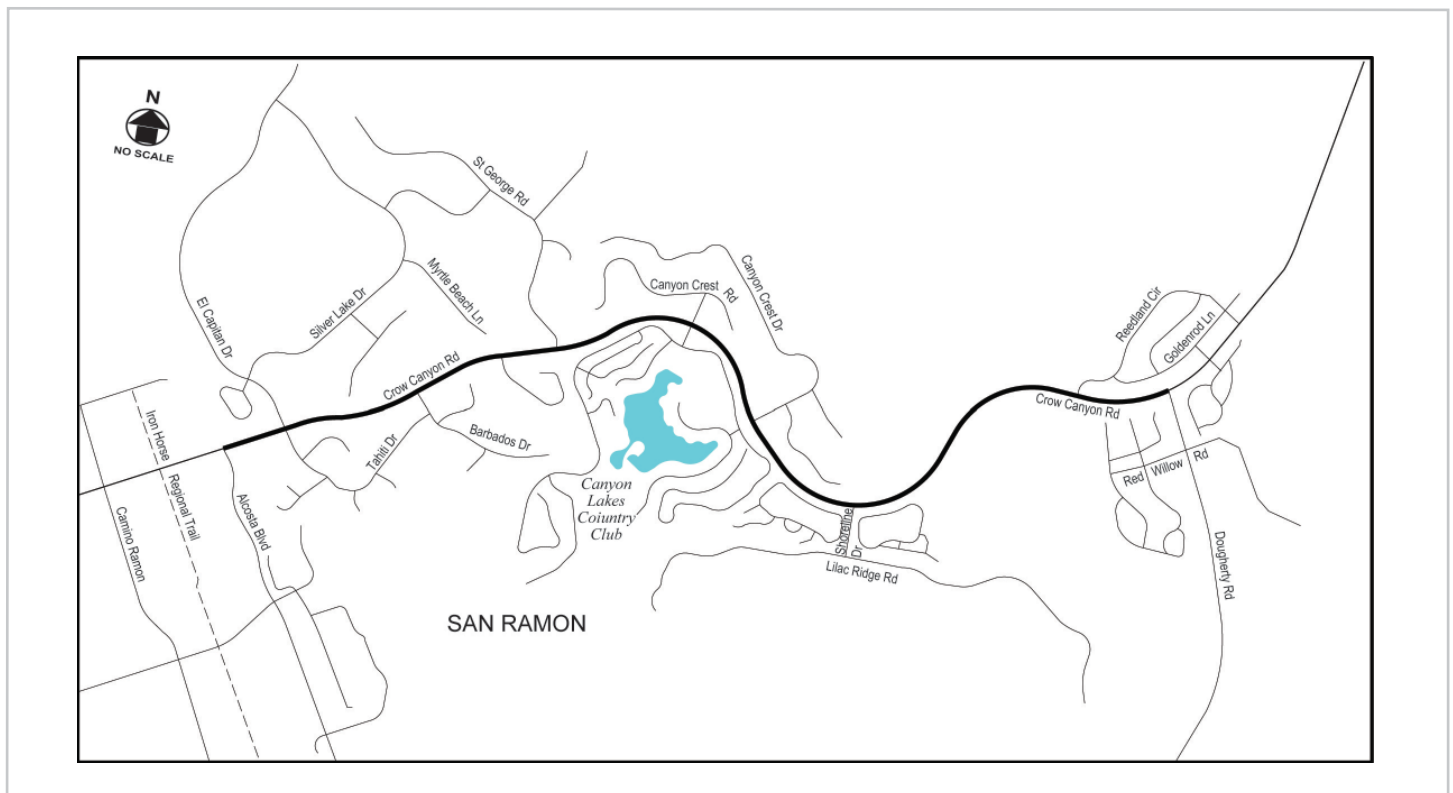 N
NO SCALE
St George Rd
Myrtle Beach Ln
Silver Lake Dr
El Capitan Dr
Canyon Crest Rd
Canyon Crest Dr
Reedland Cir
Goldenrod Ln
Crow Canyon Rd
Crow Canyon Rd
Iron Horse Regional Trail
Tahiti Dr
Barbados Dr
Canyon
Lakes
Coiuntry
Club
Red Willow Rd
Alcosta Blvd
Camino Ramon
Shoreline
Dr
Lilac Ridge Rd
Dougherty Rd
SAN RAMON